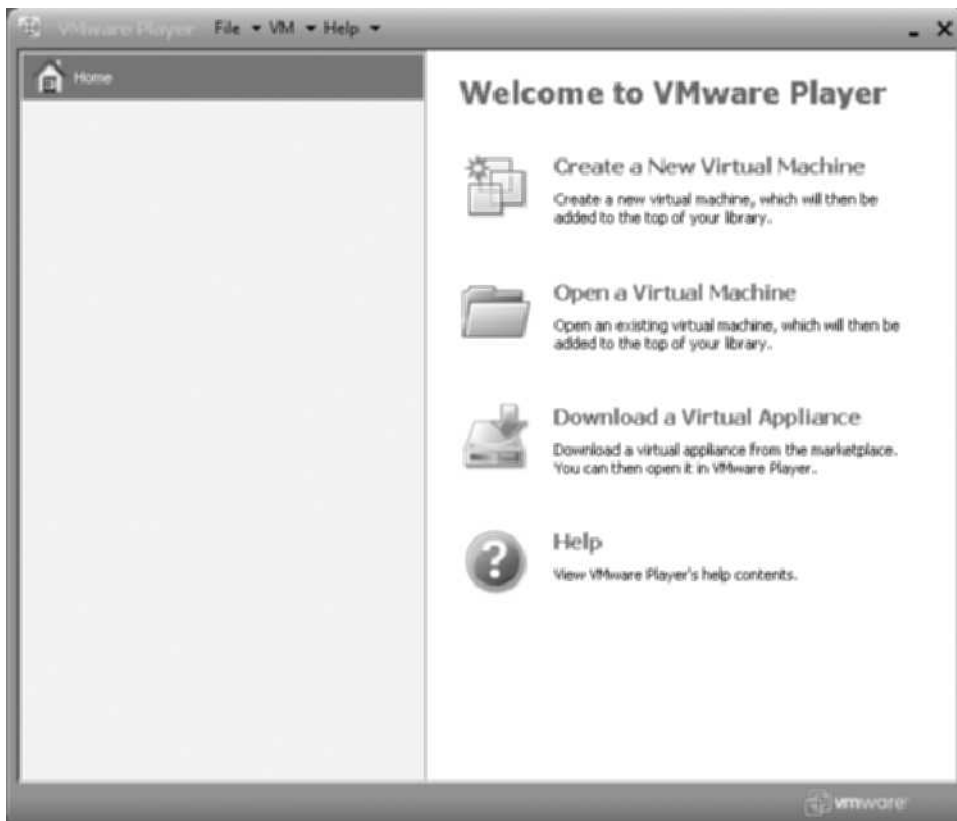 VMware Player File VM Help
Home
Welcome to VMware Player
Create a New Virtual Machine
Create a new virtual machine, which will then be
added to the top of your library..
Open a Virtual Machine
Open an existing virtual machine, which will then be
added to the top of your library..
Download a Virtual Appliance
Download a virtual appliance from the marketplace.
You can then open it in VMware Player..
Help
View VMware Player's help contents.
vmware